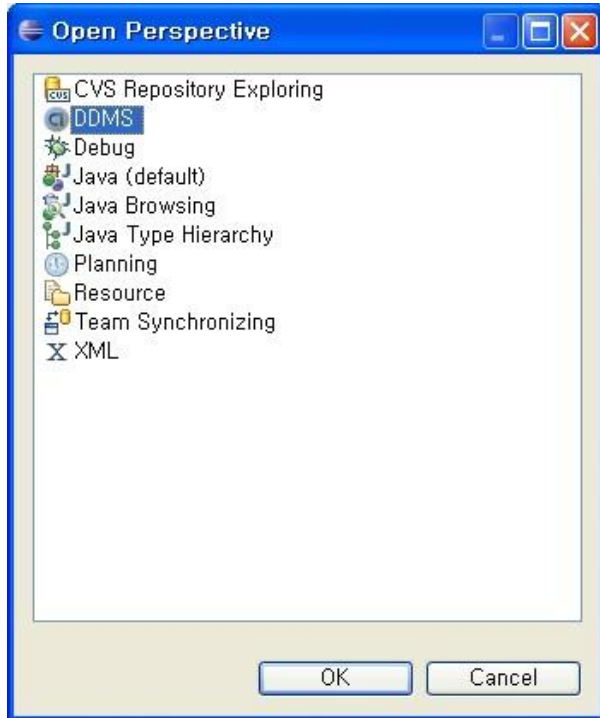 Open Perspective
CVS Repository Exploring
DDMS
Debug
Java (default)
Java Browsing
Java Type Hierarchy
Planning
Resource
Team Synchronizing
XML
OK
Cancel